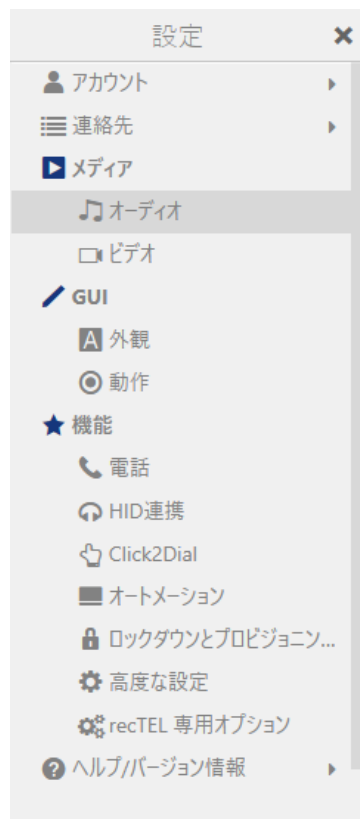 設定
アカウント
連絡先
メディア
オーディオ
ビデオ
GUI
A 外観
動作
機能
電話
HID連携
Click2Dial
オートメーション
ロックダウンとプロビジョニン...
高度な設定
recTEL 専用オプション
ヘルプ/バージョン情報